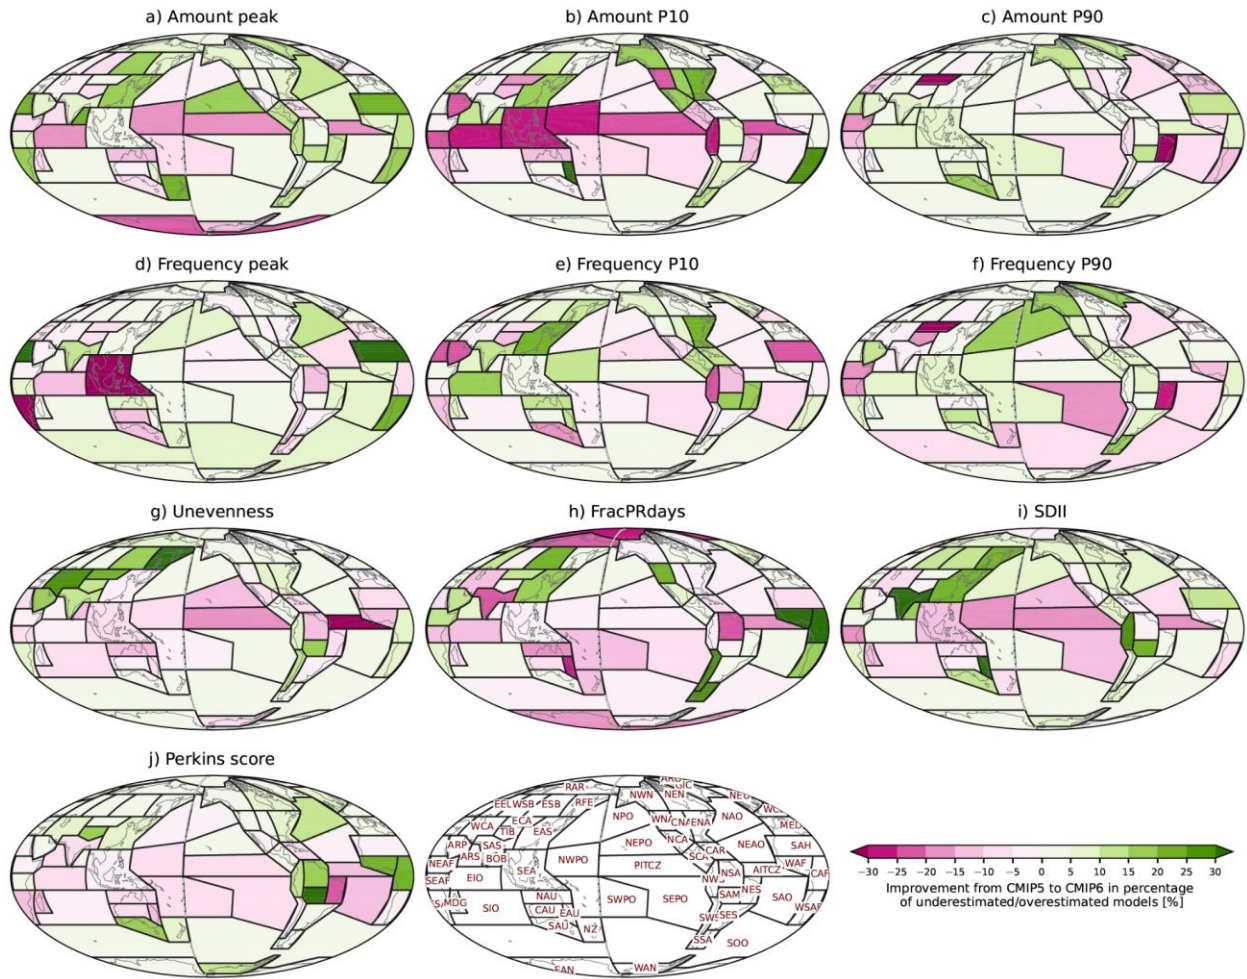 a) Amount peak
b) Amount P10
c) Amount P90
d) Frequency peak
e) Frequency P10
f) Frequency P90
g) Unevenness
h) FracPRdays
i) SDII
j) Perkins score
RAR
GIC
NWN
NEN
EEU
WSB
ESB
RFE
NPO
NAO
WCA
ECA
TIB
EAS
WNA
CNA
ENA
MED
ARP
SAS
NEPO
NCA
NEAO
SAH
ARS
BOB
NWPO
CAR
SCA
NEAF
SEA
PITCZ
AITCZ
WAF
SEAF
EIO
NSA
MDG
SIO
NAU
SWPO
SEPO
SAM
NES
SAO
WSAF
CAU
EAU
SES
SAU
NZ
SSA
SOO
EAN
WAN
−30 −25 −20 −15 −10 −5 0 5 10 15 20 25 30
Improvement from CMIP5 to CMIP6 in percentage
of underestimated/overestimated models [%]